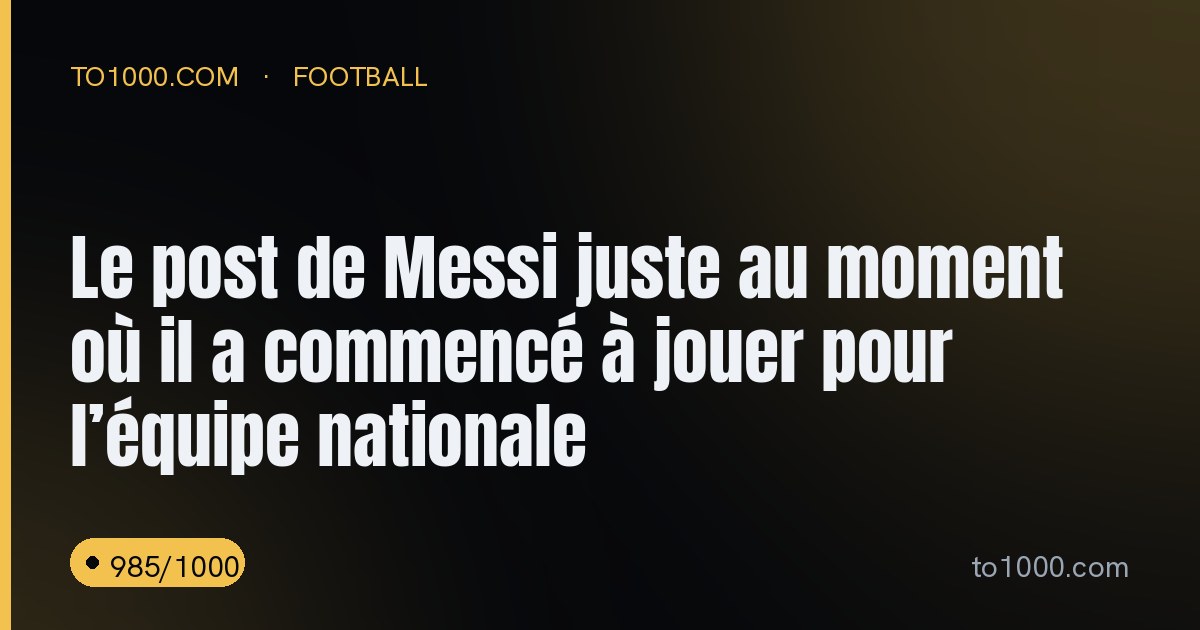 TO1000.COM · FOOTBALL
Le post de Messi juste au moment
où il a commencé à jouer pour
l’équipe nationale
985/1000
to1000.com